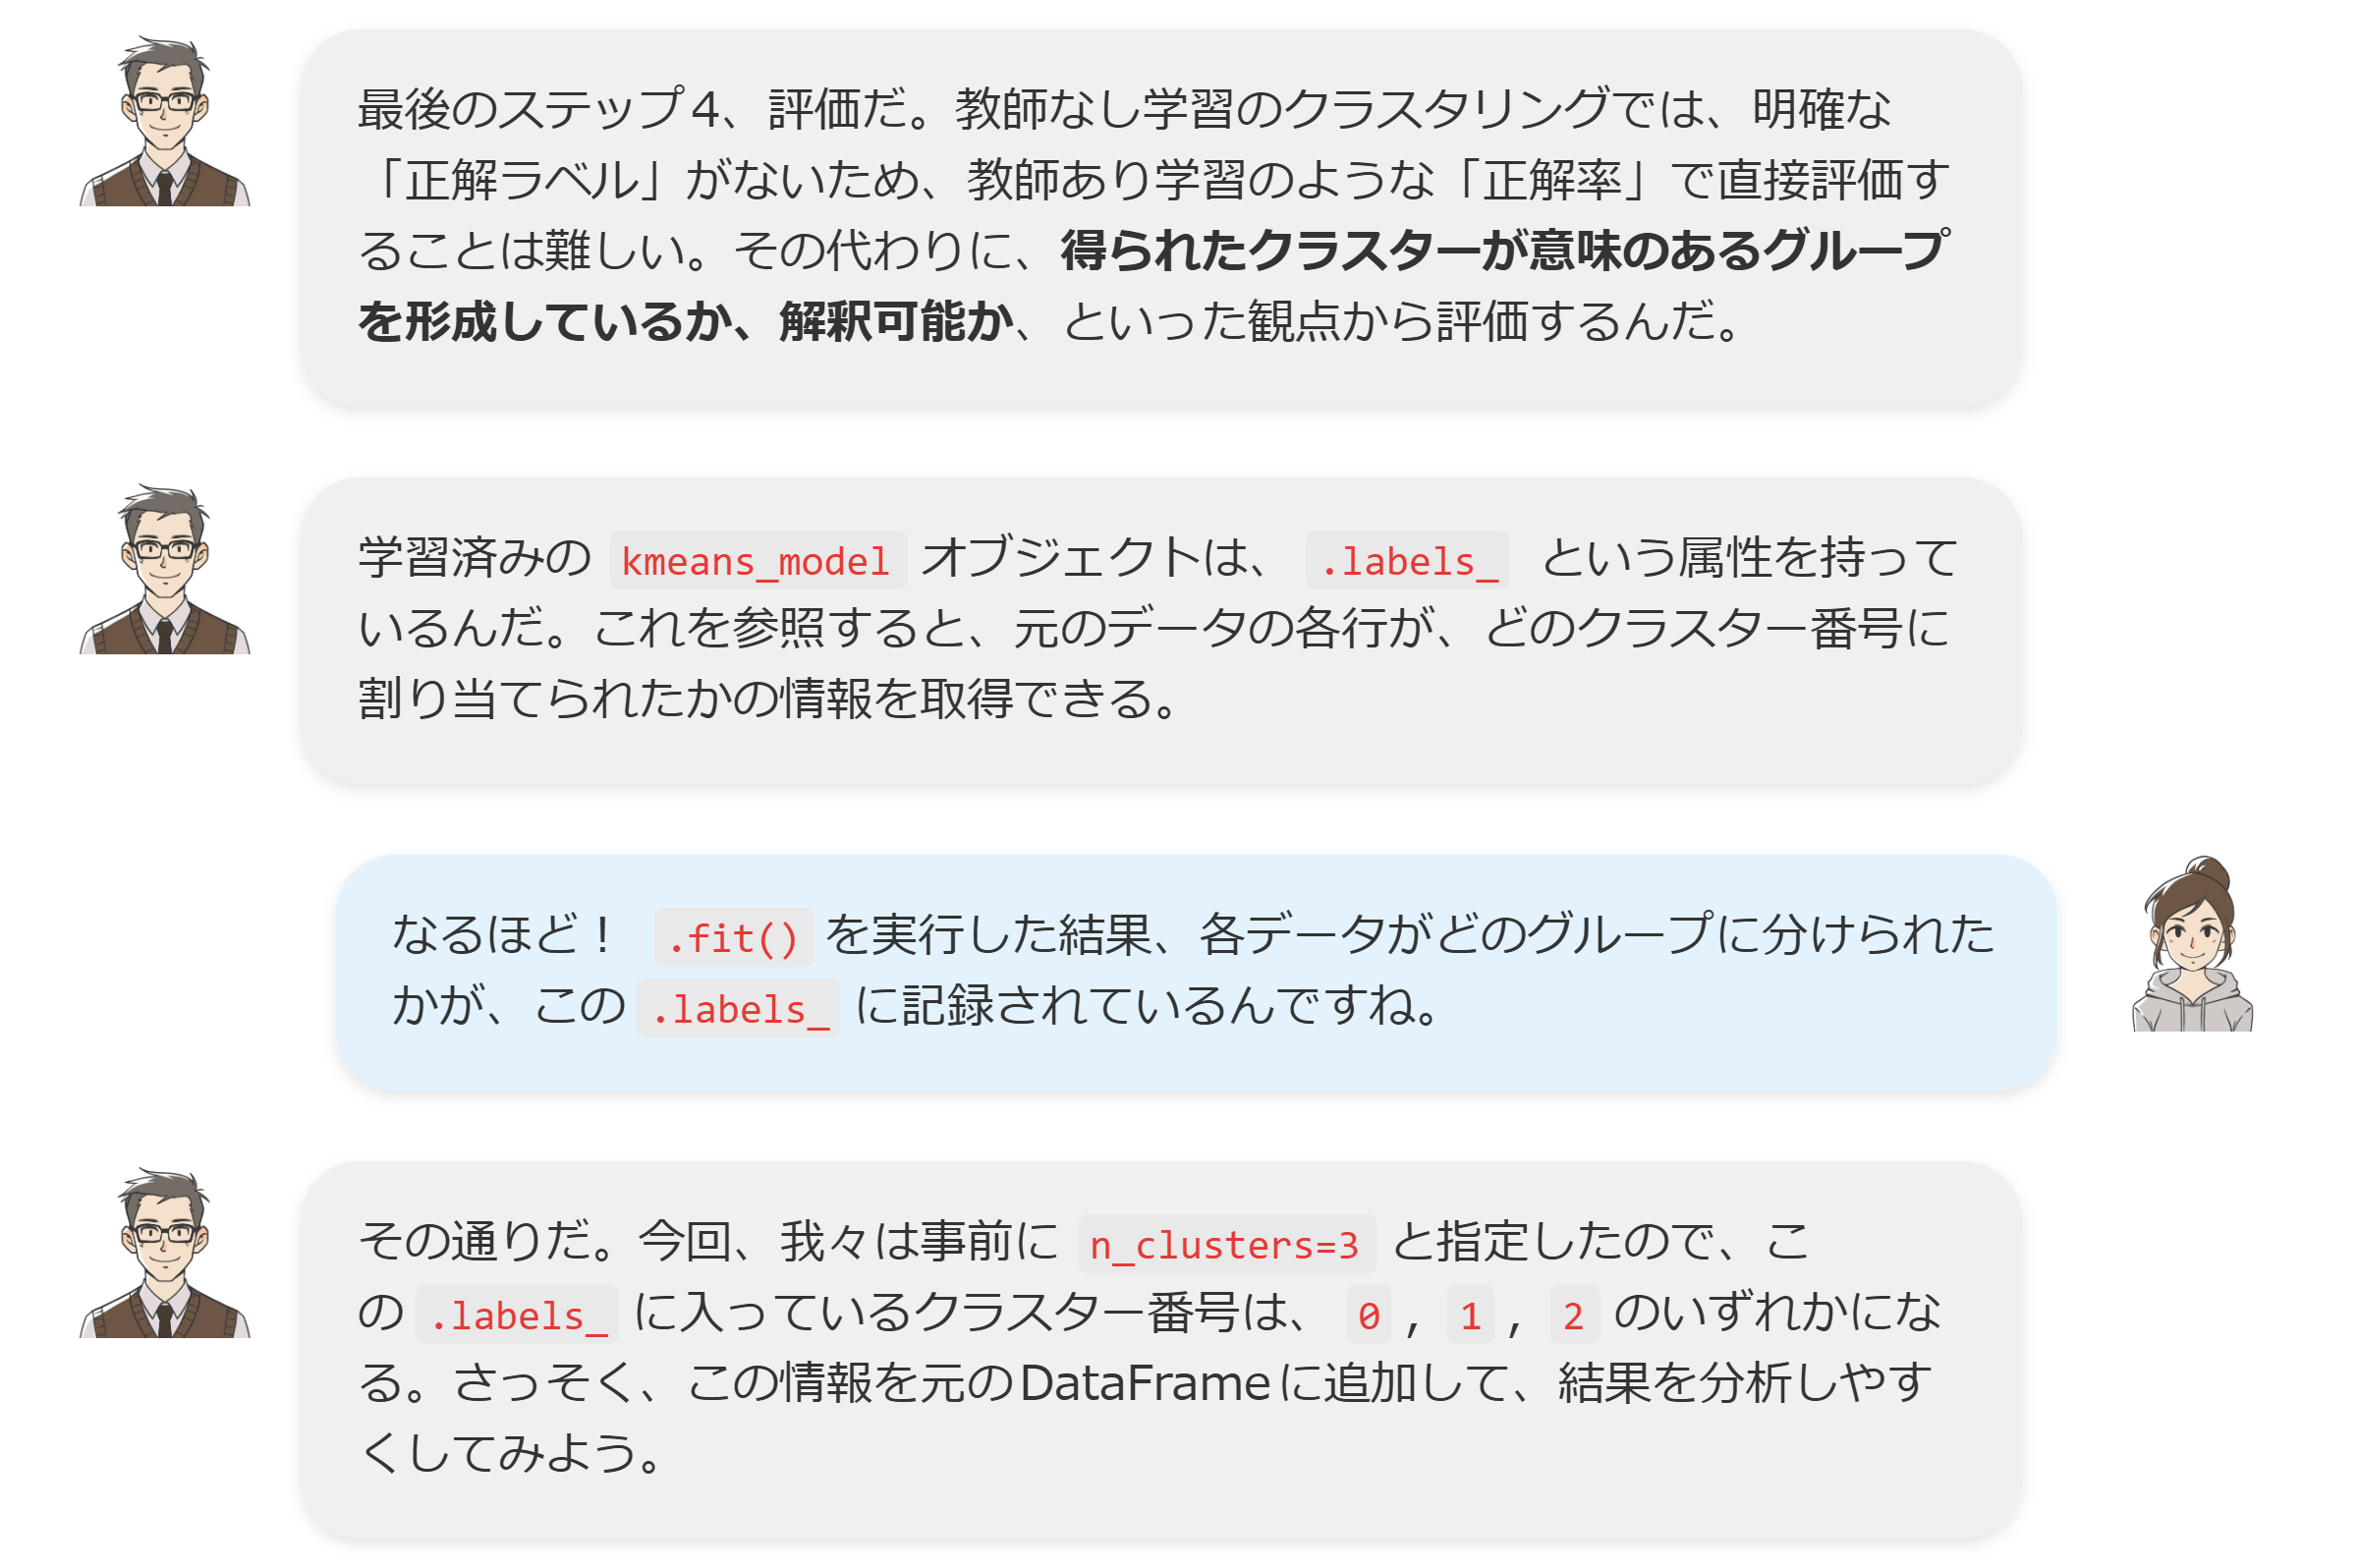 最後のステップ4、評価だ。教師なし学習のクラスタリングでは、明確な
「正解ラベル」がないため、教師あり学習のような「正解率」で直接評価す
ることは難しい。その代わりに、得られたクラスターが意味のあるグループ
を形成しているか、解釈可能か、といった観点から評価するんだ。
学習済みの kmeans_model オブジェクトは、 .labels_ という属性を持って
いるんだ。これを参照すると、元のデータの各行が、どのクラスター番号に
割り当てられたかの情報を取得できる。
なるほど！ .fit() を実行した結果、各データがどのグループに分けられた
かが、この .labels_ に記録されているんですね。
その通りだ。今回、我々は事前に n_clusters=3 と指定したので、こ
の .labels_ に入っているクラスター番号は、 0 , 1 , 2 のいずれかにな
る。さっそく、この情報を元のDataFrameに追加して、結果を分析しやす
くしてみよう。